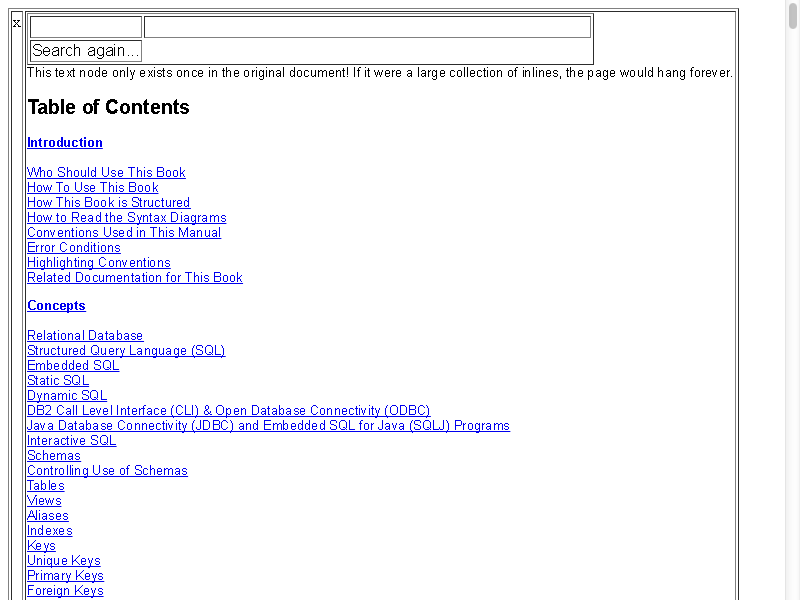 x
Search again...
This text node only exists once in the original document! If it were a large collection of inlines, the page would hang forever.
Table of Contents
Introduction
Who Should Use This Book
How To Use This Book
How This Book is Structured
How to Read the Syntax Diagrams
Conventions Used in This Manual
Error Conditions
Highlighting Conventions
Related Documentation for This Book
Concepts
Relational Database
Structured Query Language (SQL)
Embedded SQL
Static SQL
Dynamic SQL
DB2 Call Level Interface (CLI) & Open Database Connectivity (ODBC)
Java Database Connectivity (JDBC) and Embedded SQL for Java (SQLJ) Programs
Interactive SQL
Schemas
Controlling Use of Schemas
Tables
Views
Aliases
Indexes
Keys
Unique Keys
Primary Keys
Foreign Keys